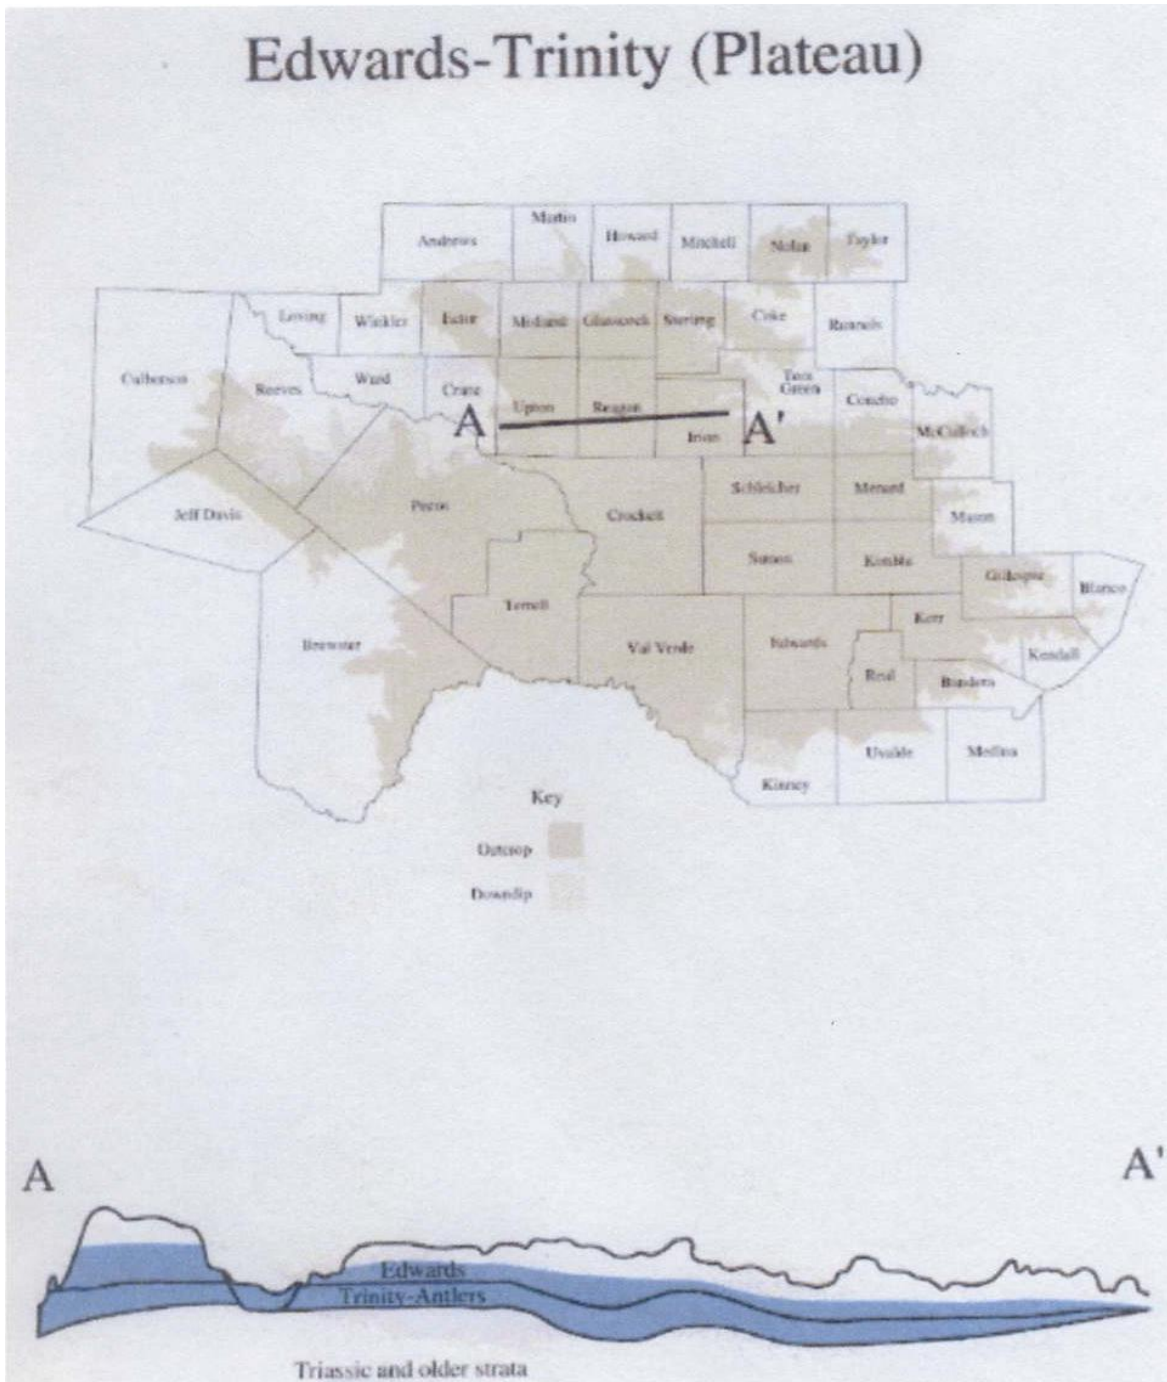 Edwards-Trinity (Plateau)
Andrews
Martin
Howard
Mitchell
Nolan
Taylor
Loving
Winkler
Ector
Midland
Glasscock
Sterling
Coke
Runnels
Culberson
Reeves
Ward
Crane
Upton
Reagan
Irion
Tom
Green
Concho
McCulloch
A
A'
Jeff Davis
Pecos
Crockett
Schleicher
Menard
Mason
Sutton
Kimble
Gillespie
Blanco
Terrell
Brewster
Val Verde
Edwards
Kerr
Real
Bandera
Kendall
Kinney
Uvalde
Medina
Key
Outcrop
Downdip
A
A'
Edwards
Trinity-Antlers
Triassic and older strata